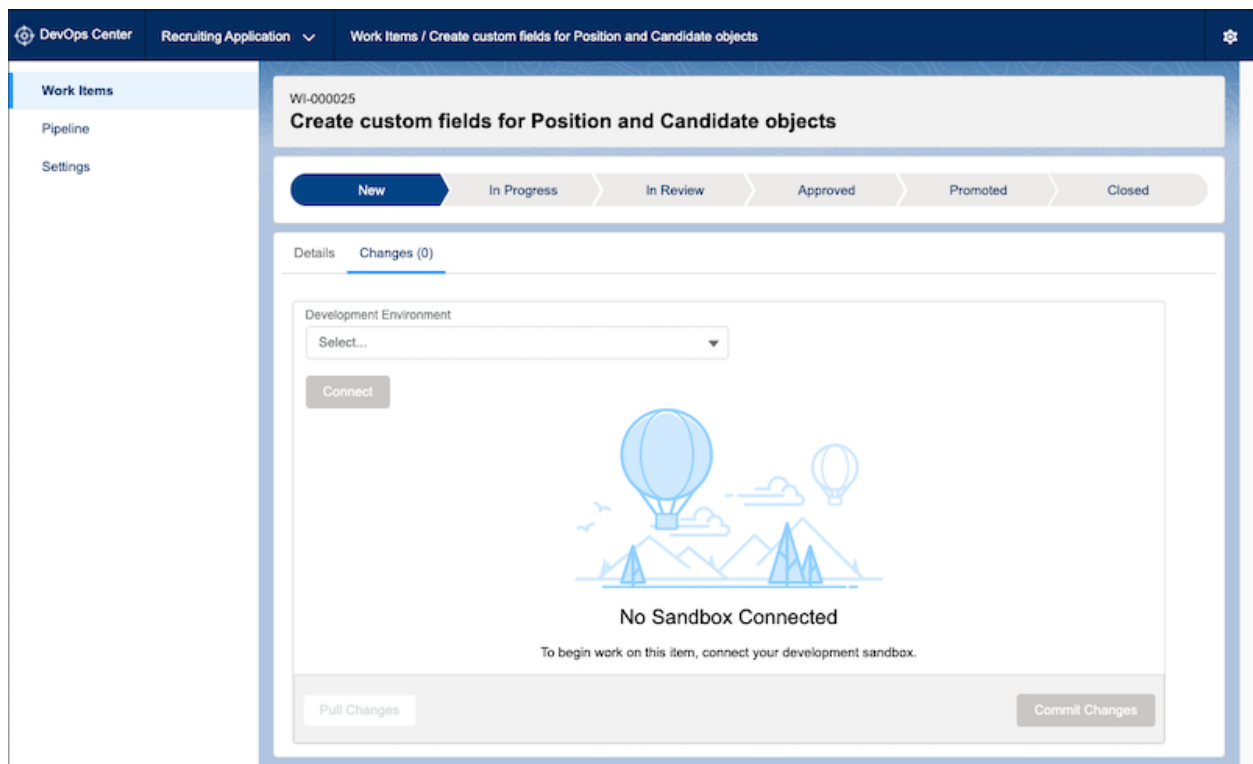 DevOps Center
Recruiting Application
Work Items / Create custom fields for Position and Candidate objects
Work Items
Pipeline
Settings
WI-000025
Create custom fields for Position and Candidate objects
New
In Progress
In Review
Approved
Promoted
Closed
Details
Changes (0)
Development Environment
Select...
Connect
No Sandbox Connected
To begin work on this item, connect your development sandbox.
Pull Changes
Commit Changes